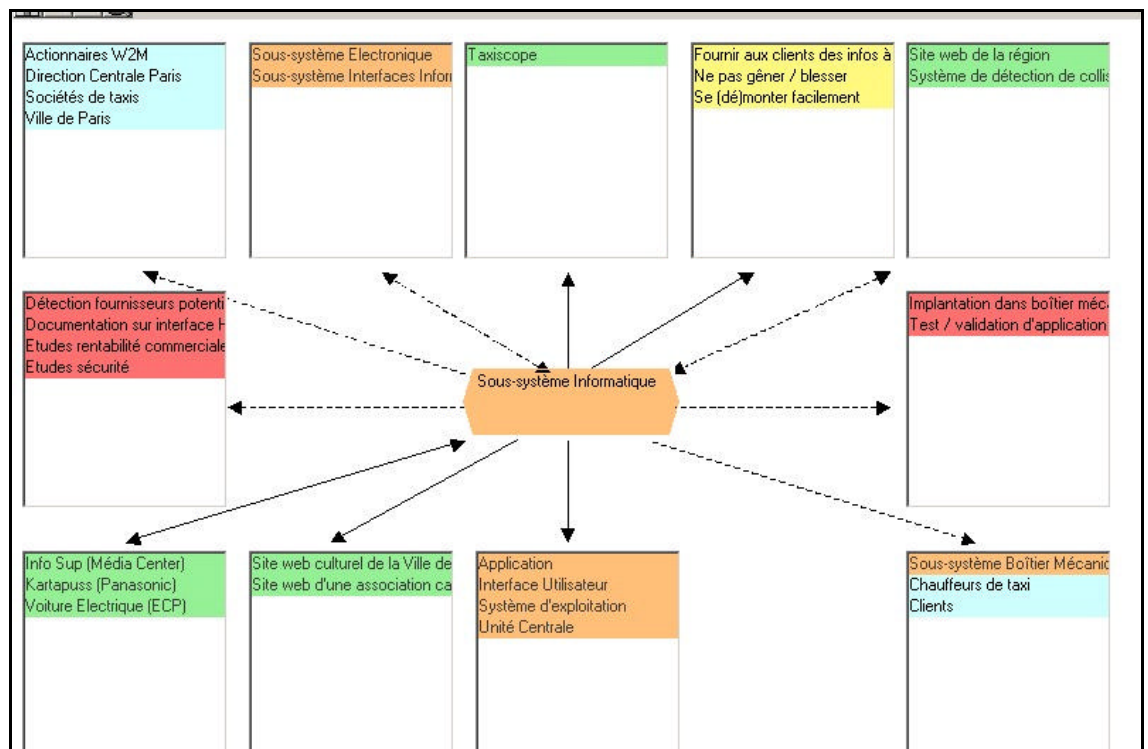 Actionnaires W2M
Direction Centrale Paris
Sociétés de taxis
Ville de Paris
Sous-système Electronique
Sous-système Interfaces Infor
Taxiscope
Fournir aux clients des infos à
Ne pas gêner / blesser
Se (dé)monter facilement
Site web de la région
Système de détection de collis
Détection fournisseurs potenti
Documentation sur interface H
Etudes rentabilité commerciale
Etudes sécurité
Sous-système Informatique
Implantation dans boîtier méc
Test / validation d'application
Info Sup (Média Center)
Kartapuss (Panasonic)
Voiture Electrique (ECP)
Site web culturel de la Ville de
Site web d'une association ca
Application
Interface Utilisateur
Système d'exploitation
Unité Centrale
Sous-système Boîtier Mécanic
Chauffeurs de taxi
Clients